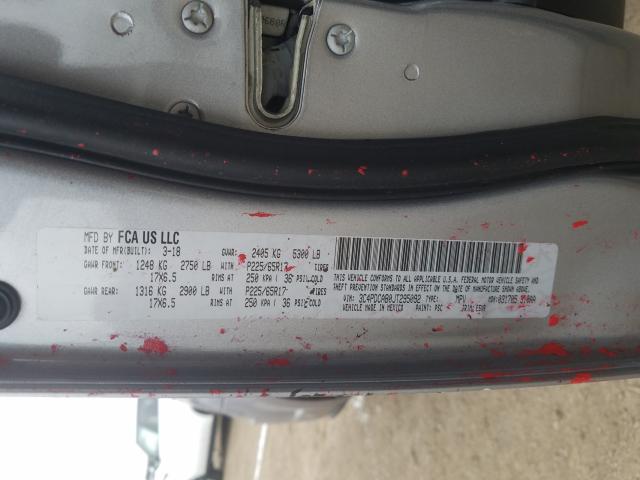 MFD BY FCA US LLC
DATE OF MFR(BUILT): 3-18 GVWR: 2405 KG 5300 LB
GAWR FRONT: 1248 KG 2750 LB WITH P225/65R17 TIRES
17X6.5 RIMS AT 250 KPA / 36 PSI COLD
GAWR REAR: 1316 KG 2900 LB WITH P225/65R17 TIRES
17X6.5 RIMS AT 250 KPA / 36 PSI COLD
THIS VEHICLE CONFORMS TO ALL APPLICABLE U.S.A. FEDERAL MOTOR VEHICLE SAFETY AND
THEFT PREVENTION STANDARDS IN EFFECT ON THE DATE OF MANUFACTURE SHOWN ABOVE.
VIN: 3C4PDCAB0JT295092 TYPE: MPV MDH:
VEHICLE MADE IN MEXICO PAINT: PSC